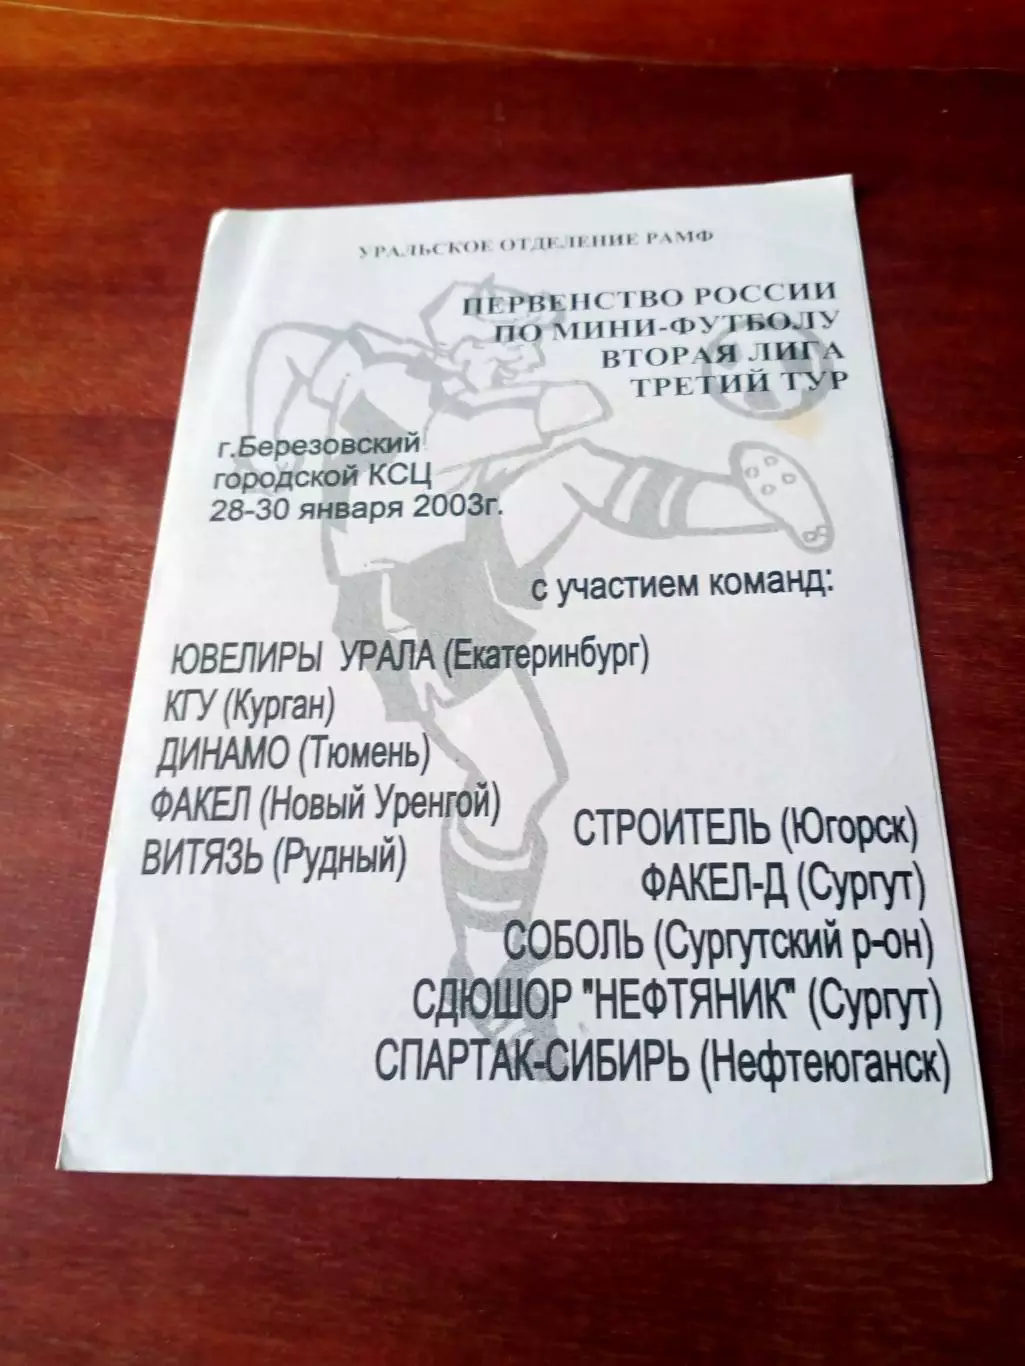 УРАЛЬСКОЕ ОТДЕЛЕНИЕ РАМФ
ПЕРВЕНСТВО РОССИИ
ПО МИНИ-ФУТБОЛУ
ВТОРАЯ ЛИГА
ТРЕТИЙ ТУР
г.Березовский
городской КСЦ
28-30 января 2003г.
с участием команд:
ЮВЕЛИРЫ УРАЛА (Екатеринбург)
КГУ (Курган)
ДИНАМО (Тюмень)
ФАКЕЛ (Новый Уренгой)
ВИТЯЗЬ (Рудный)
СТРОИТЕЛЬ (Югорск)
ФАКЕЛ-Д (Сургут)
СОБОЛЬ (Сургутский р-он)
СДЮШОР "НЕФТЯНИК" (Сургут)
СПАРТАК-СИБИРЬ (Нефтеюганск)